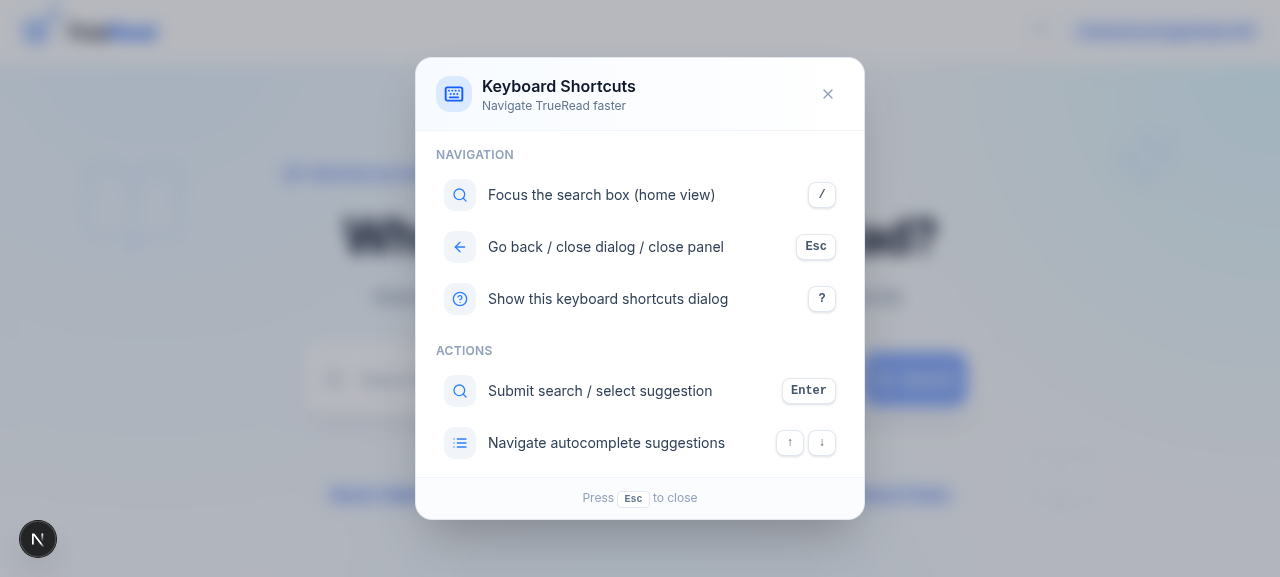 Keyboard Shortcuts
Navigate TrueRead faster
NAVIGATION
Focus the search box (home view) /
Go back / close dialog / close panel Esc
Show this keyboard shortcuts dialog ?
ACTIONS
Submit search / select suggestion Enter
Navigate autocomplete suggestions ↑ ↓
Press Esc to close
N